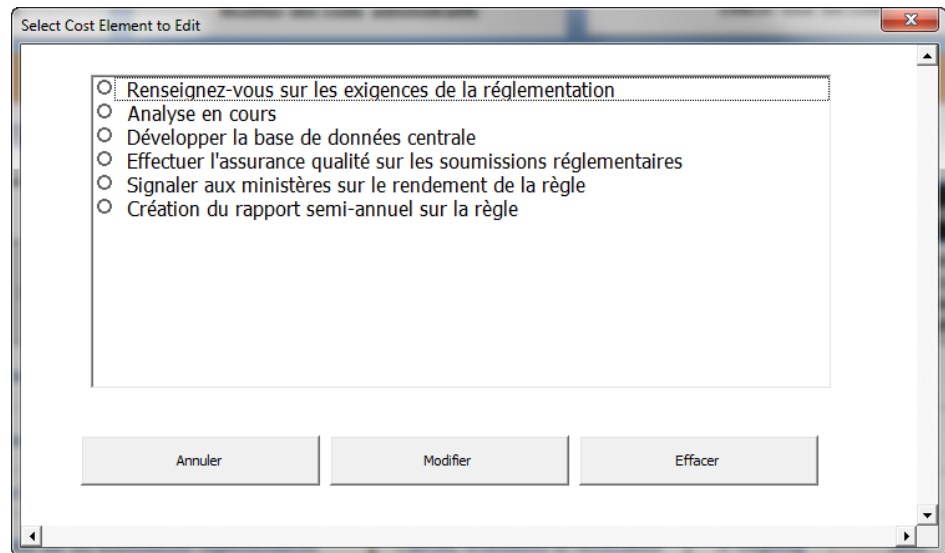 Select Cost Element to Edit
Renseignez-vous sur les exigences de la réglementation
Analyse en cours
Développer la base de données centrale
Effectuer l'assurance qualité sur les soumissions réglementaires
Signaler aux ministères sur le rendement de la règle
Création du rapport semi-annuel sur la règle
Annuler
Modifier
Effacer